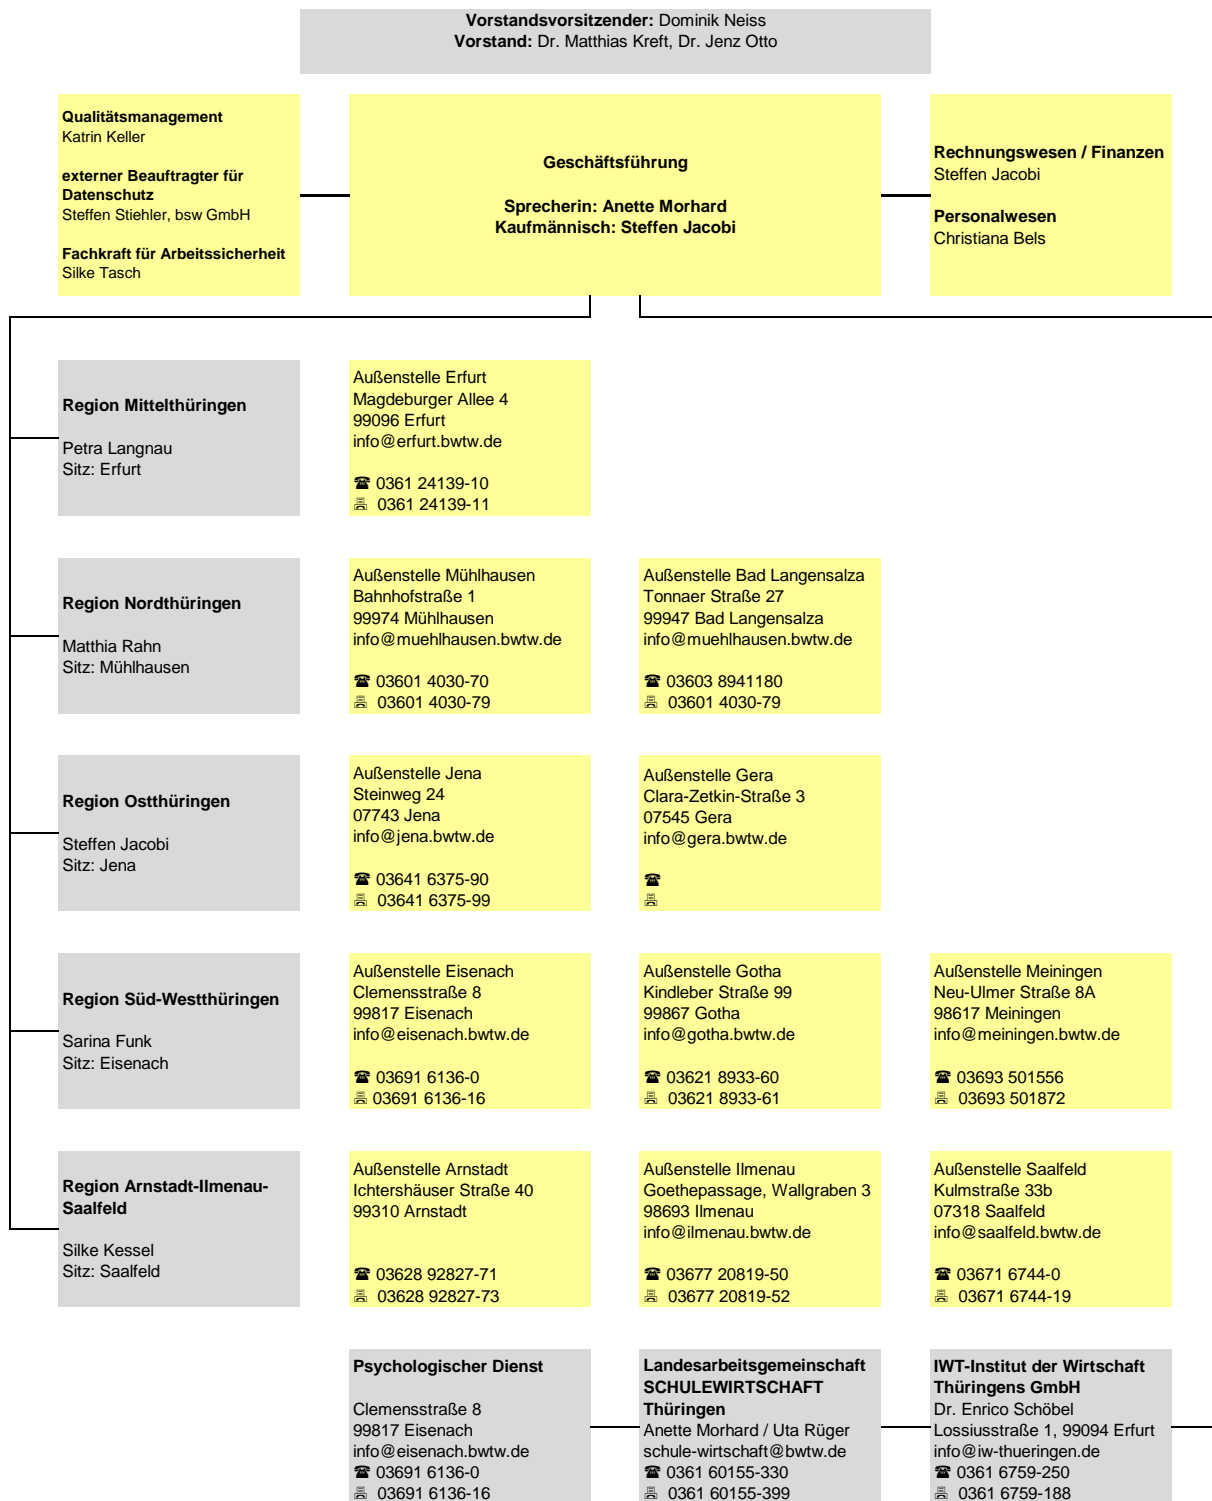 Vorstandsvorsitzender: Dominik Neiss
Vorstand: Dr. Matthias Kreft, Dr. Jenz Otto
Qualitätsmanagement
Katrin Keller
externer Beauftragter für
Datenschutz
Steffen Stiehler, bsw GmbH
Fachkraft für Arbeitssicherheit
Silke Tasch
Geschäftsführung
Sprecherin: Anette Morhard
Kaufmännisch: Steffen Jacobi
Rechnungswesen / Finanzen
Steffen Jacobi
Personalwesen
Christiana Bels
Region Mittelthüringen
Petra Langnau
Sitz: Erfurt
Außenstelle Erfurt
Magdeburger Allee 4
99096 Erfurt
info@erfurt.bwtw.de
☎ 0361 24139-10
🖷 0361 24139-11
Region Nordthüringen
Matthia Rahn
Sitz: Mühlhausen
Außenstelle Mühlhausen
Bahnhofstraße 1
99974 Mühlhausen
info@muehlhausen.bwtw.de
☎ 03601 4030-70
🖷 03601 4030-79
Außenstelle Bad Langensalza
Tonnaer Straße 27
99947 Bad Langensalza
info@muehlhausen.bwtw.de
☎ 03603 8941180
🖷 03601 4030-79
Region Ostthüringen
Steffen Jacobi
Sitz: Jena
Außenstelle Jena
Steinweg 24
07743 Jena
info@jena.bwtw.de
☎ 03641 6375-90
🖷 03641 6375-99
Außenstelle Gera
Clara-Zetkin-Straße 3
07545 Gera
info@gera.bwtw.de
☎
🖷
Region Süd-Westthüringen
Sarina Funk
Sitz: Eisenach
Außenstelle Eisenach
Clemensstraße 8
99817 Eisenach
info@eisenach.bwtw.de
☎ 03691 6136-0
🖷 03691 6136-16
Außenstelle Gotha
Kindleber Straße 99
99867 Gotha
info@gotha.bwtw.de
☎ 03621 8933-60
🖷 03621 8933-61
Außenstelle Meiningen
Neu-Ulmer Straße 8A
98617 Meiningen
info@meiningen.bwtw.de
☎ 03693 501556
🖷 03693 501872
Region Arnstadt-Ilmenau-
Saalfeld
Silke Kessel
Sitz: Saalfeld
Außenstelle Arnstadt
Ichtershäuser Straße 40
99310 Arnstadt
☎ 03628 92827-71
🖷 03628 92827-73
Außenstelle Ilmenau
Goethepassage, Wallgraben 3
98693 Ilmenau
info@ilmenau.bwtw.de
☎ 03677 20819-50
🖷 03677 20819-52
Außenstelle Saalfeld
Kulmstraße 33b
07318 Saalfeld
info@saalfeld.bwtw.de
☎ 03671 6744-0
🖷 03671 6744-19
Psychologischer Dienst
Clemensstraße 8
99817 Eisenach
info@eisenach.bwtw.de
☎ 03691 6136-0
🖷 03691 6136-16
Landesarbeitsgemeinschaft
SCHULEWIRTSCHAFT
Thüringen
Anette Morhard / Uta Rüger
schule-wirtschaft@bwtw.de
☎ 0361 60155-330
🖷 0361 60155-399
IWT-Institut der Wirtschaft
Thüringens GmbH
Dr. Enrico Schöbel
Lossiusstraße 1, 99094 Erfurt
info@iw-thueringen.de
☎ 0361 6759-250
🖷 0361 6759-188